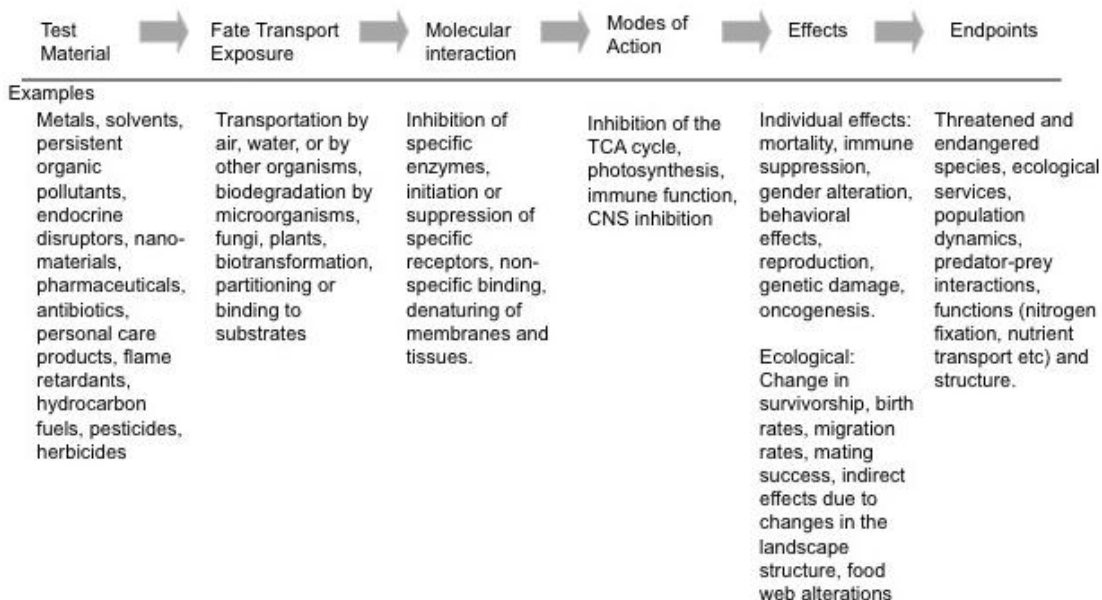 Test
Material
Fate Transport
Exposure
Molecular
interaction
Modes of
Action
Effects
Endpoints
Examples
Metals, solvents,
persistent
organic
pollutants,
endocrine
disruptors, nano-
materials,
pharmaceuticals,
antibiotics,
personal care
products, flame
retardants,
hydrocarbon
fuels, pesticides,
herbicides
Transportation by
air, water, or by
other organisms,
biodegradation by
microorganisms,
fungi, plants,
biotransformation,
partitioning or
binding to
substrates
Inhibition of
specific
enzymes,
initiation or
suppression of
specific
receptors, non-
specific binding,
denaturing of
membranes and
tissues.
Inhibition of the
TCA cycle,
photosynthesis,
immune function,
CNS inhibition
Individual effects:
mortality, immune
suppression,
gender alteration,
behavioral
effects,
reproduction,
genetic damage,
oncogenesis.
Ecological:
Change in
survivorship, birth
rates, migration
rates, mating
success, indirect
effects due to
changes in the
landscape
structure, food
web alterations
Threatened and
endangered
species, ecological
services,
population
dynamics,
predator-prey
interactions,
functions (nitrogen
fixation, nutrient
transport etc) and
structure.